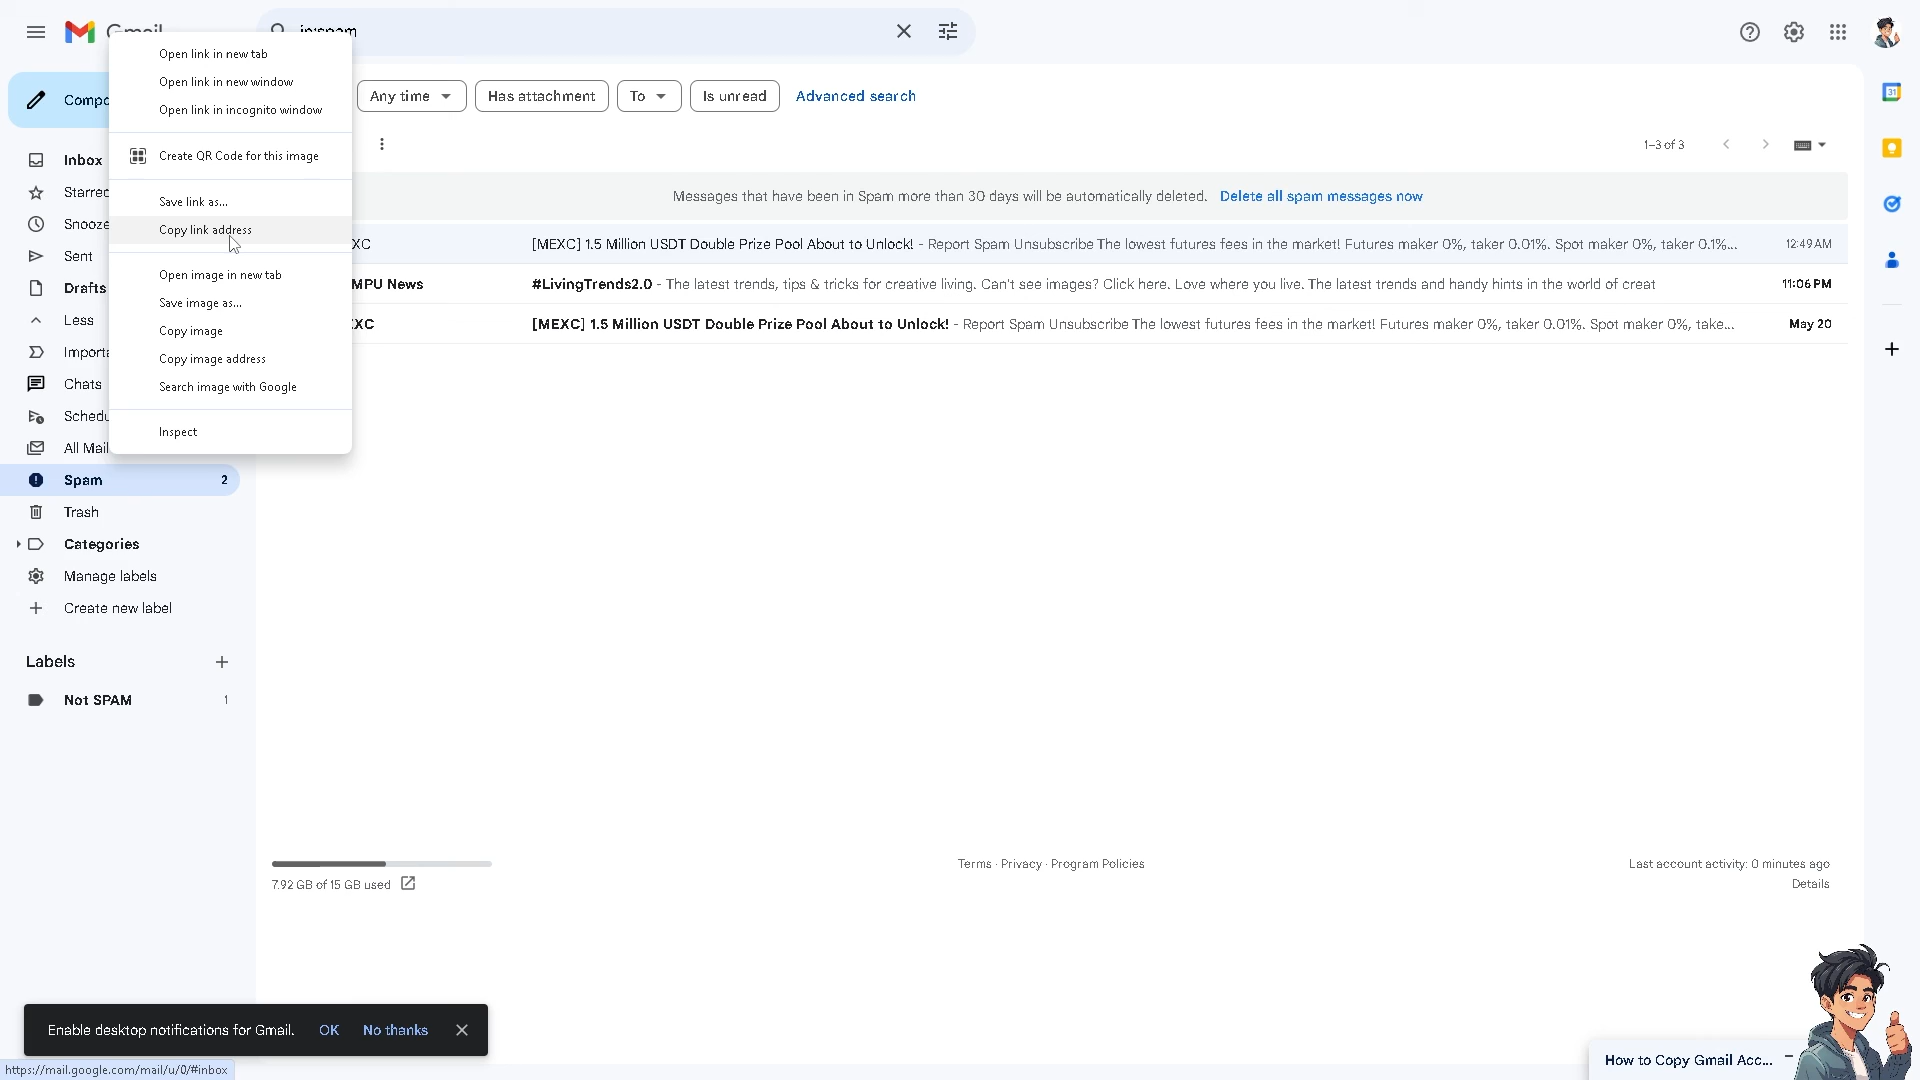 Gmail
in:spam
Open link in new tab
Open link in new window
Open link in incognito window
Create QR Code for this image
Save link as...
Copy link address
Open image in new tab
Save image as...
Copy image
Copy image address
Search image with Google
Inspect
Compo
Any time
Has attachment
To
Is unread
Advanced search
1–3 of 3
Messages that have been in Spam more than 30 days will be automatically deleted. Delete all spam messages now
XC [MEXC] 1.5 Million USDT Double Prize Pool About to Unlock! - Report Spam Unsubscribe The lowest futures fees in the market! Futures maker 0%, taker 0.01%. Spot maker 0%, taker 0.1%... 12:49 AM
MPU News #LivingTrends2.0 - The latest trends, tips & tricks for creative living. Can't see images? Click here. Love where you live. The latest trends and handy hints in the world of creat 11:06 PM
XC [MEXC] 1.5 Million USDT Double Prize Pool About to Unlock! - Report Spam Unsubscribe The lowest futures fees in the market! Futures maker 0%, taker 0.01%. Spot maker 0%, take... May 20
Inbox
Starred
Snooze
Sent
Drafts
Less
Importa
Chats
Schedu
All Mail
Spam 2
Trash
Categories
Manage labels
Create new label
Labels
Not SPAM 1
31
7.92 GB of 15 GB used
Terms · Privacy · Program Policies
Last account activity: 0 minutes ago
Details
Enable desktop notifications for Gmail. OK No thanks
https://mail.google.com/mail/u/0/#inbox
How to Copy Gmail Acc...